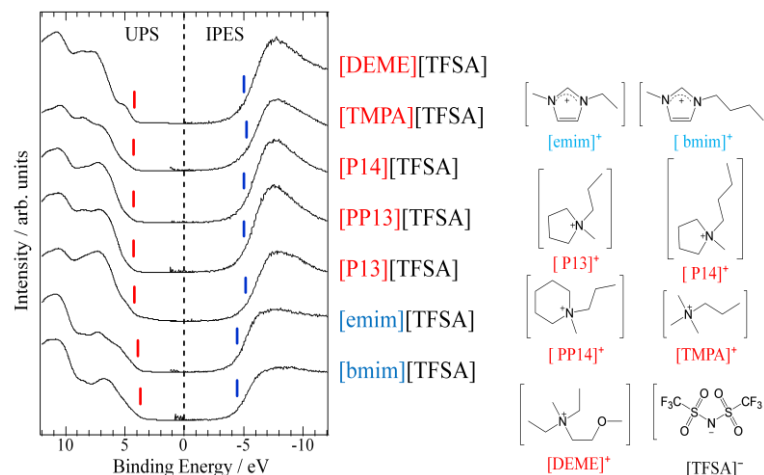 UPS IPES
[DEME][TFSA]
[TMPA][TFSA]
[P14][TFSA]
[PP13][TFSA]
[P13][TFSA]
[emim][TFSA]
[bmim][TFSA]
Intensity / arb. units
10 5 0 -5 -10
Binding Energy / eV
N + N
[emim]+
N + N
[ bmim]+
+ N
[ P13]+
+ N
[ P14]+
+ N
[ PP14]+
+ N
[TMPA]+
+ N O
[DEME]+
O O
F3C S S CF3
O N O
−
[TFSA]−